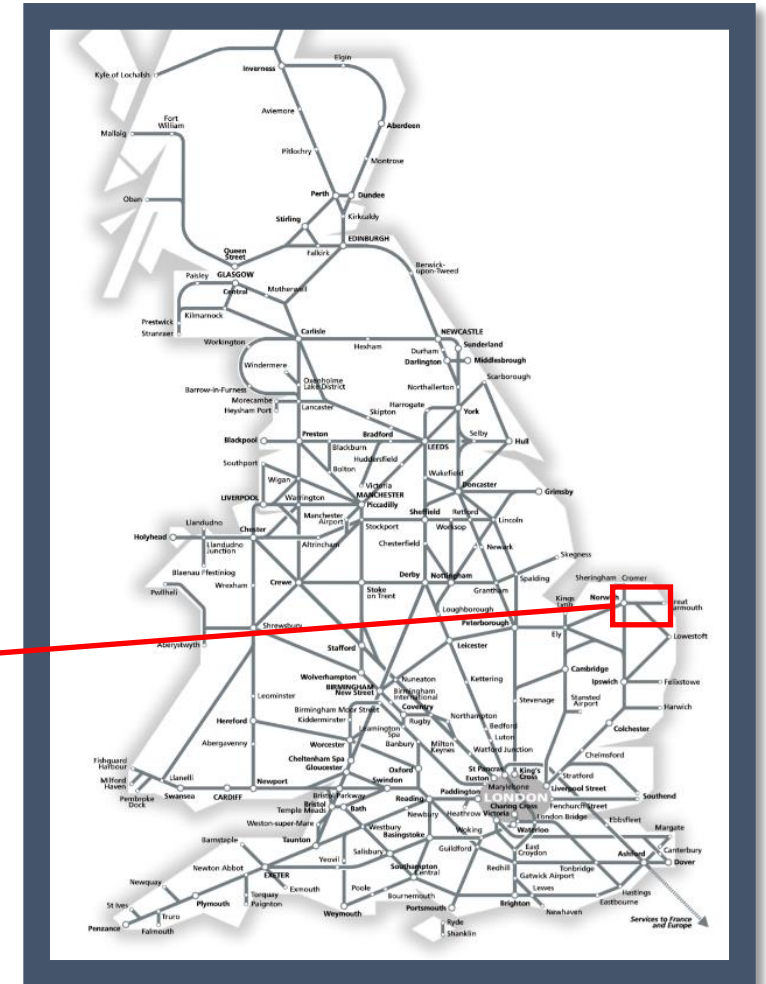 Elgin
Inverness
Kyle of Lochalsh
Aviemore
Fort
William
Mallaig
Aberdeen
Pitlochry
Montrose
Perth
Dundee
Oban
Stirling
Kirkcaldy
EDINBURGH
Queen
Street
Falkirk
GLASGOW
Central
Paisley
Motherwell
Berwick-
upon-Tweed
Prestwick
Kilmarnock
Stranraer
Carlisle
NEWCASTLE
Workington
Hexham
Durham
Sunderland
Darlington
Middlesbrough
Windermere
Oxenholme
Lake District
Scarborough
Barrow-in-Furness
Northallerton
Morecambe
Heysham Port
Lancaster
Harrogate
York
Skipton
Blackpool
Preston
Bradford
Selby
Hull
Blackburn
LEEDS
Huddersfield
Southport
Bolton
Wakefield
Wigan
Victoria
Doncaster
MANCHESTER
Piccadilly
Grimsby
LIVERPOOL
Warrington
Manchester
Airport
Sheffield
Retford
Lincoln
Llandudno
Chester
Stockport
Worksop
Holyhead
Llandudno
Junction
Altrincham
Chesterfield
Newark
Skegness
Blaenau Ffestiniog
Wrexham
Crewe
Stoke
on Trent
Derby
Nottingham
Grantham
Spalding
Sheringham
Cromer
Pwllheli
Kings
Lynn
Norwich
Great
Yarmouth
Loughborough
Peterborough
Shrewsbury
Aberystwyth
Ely
Lowestoft
Stafford
Leicester
Wolverhampton
Nuneaton
Kettering
Cambridge
BIRMINGHAM
New Street
Birmingham
International
Ipswich
Felixstowe
Leominster
Stevenage
Stansted
Airport
Birmingham Moor Street
Coventry
Harwich
Kidderminster
Rugby
Northampton
Hereford
Leamington
Spa
Bedford
Colchester
Worcester
Banbury
Milton
Keynes
Luton
Abergavenny
Watford Junction
Chelmsford
Cheltenham Spa
Gloucester
Oxford
St Pancras
King's
Cross
Fishguard
Harbour
Euston
Stratford
Milford
Haven
Llanelli
Newport
Swindon
Paddington
Marylebone
Liverpool Street
Pembroke
Dock
Swansea
CARDIFF
Bristol Parkway
Bristol
Temple Meads
Bath
Reading
LONDON
Southend
Charing Cross
Fenchurch Street
Newbury
Heathrow
Victoria
London Bridge
Ebbsfleet
Weston-super-Mare
Westbury
Basingstoke
Woking
Waterloo
Margate
Barnstaple
Taunton
Salisbury
Guildford
East
Croydon
Canterbury
Yeovil
Ashford
Dover
Newton Abbot
EXETER
Southampton
Central
Redhill
Tonbridge
Gatwick Airport
Newquay
Exmouth
Poole
Bournemouth
Lewes
Hastings
Torquay
Paignton
Eastbourne
St Ives
Plymouth
Weymouth
Portsmouth
Brighton
Newhaven
Truro
Penzance
Falmouth
Ryde
Shanklin
Services to France
and Europe